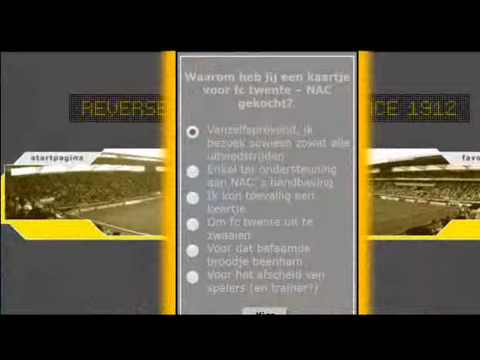 Waarom heb jij een kaartje
voor fc twente - NAC
gekocht?
REVERSE
CE 1912
Vanzelfsprekend, ik
bezoek sowieso zowat alle
uitwedstrijden
startpagina
favo
Enkel ter ondersteuning
aan NAC's handhaving
Ik kon toevallig een
kaartje
Om fc twente uit te
zwaaien
Voor dat befaamde
broodje beenham
Voor het afscheid van
spelers (en trainer?)